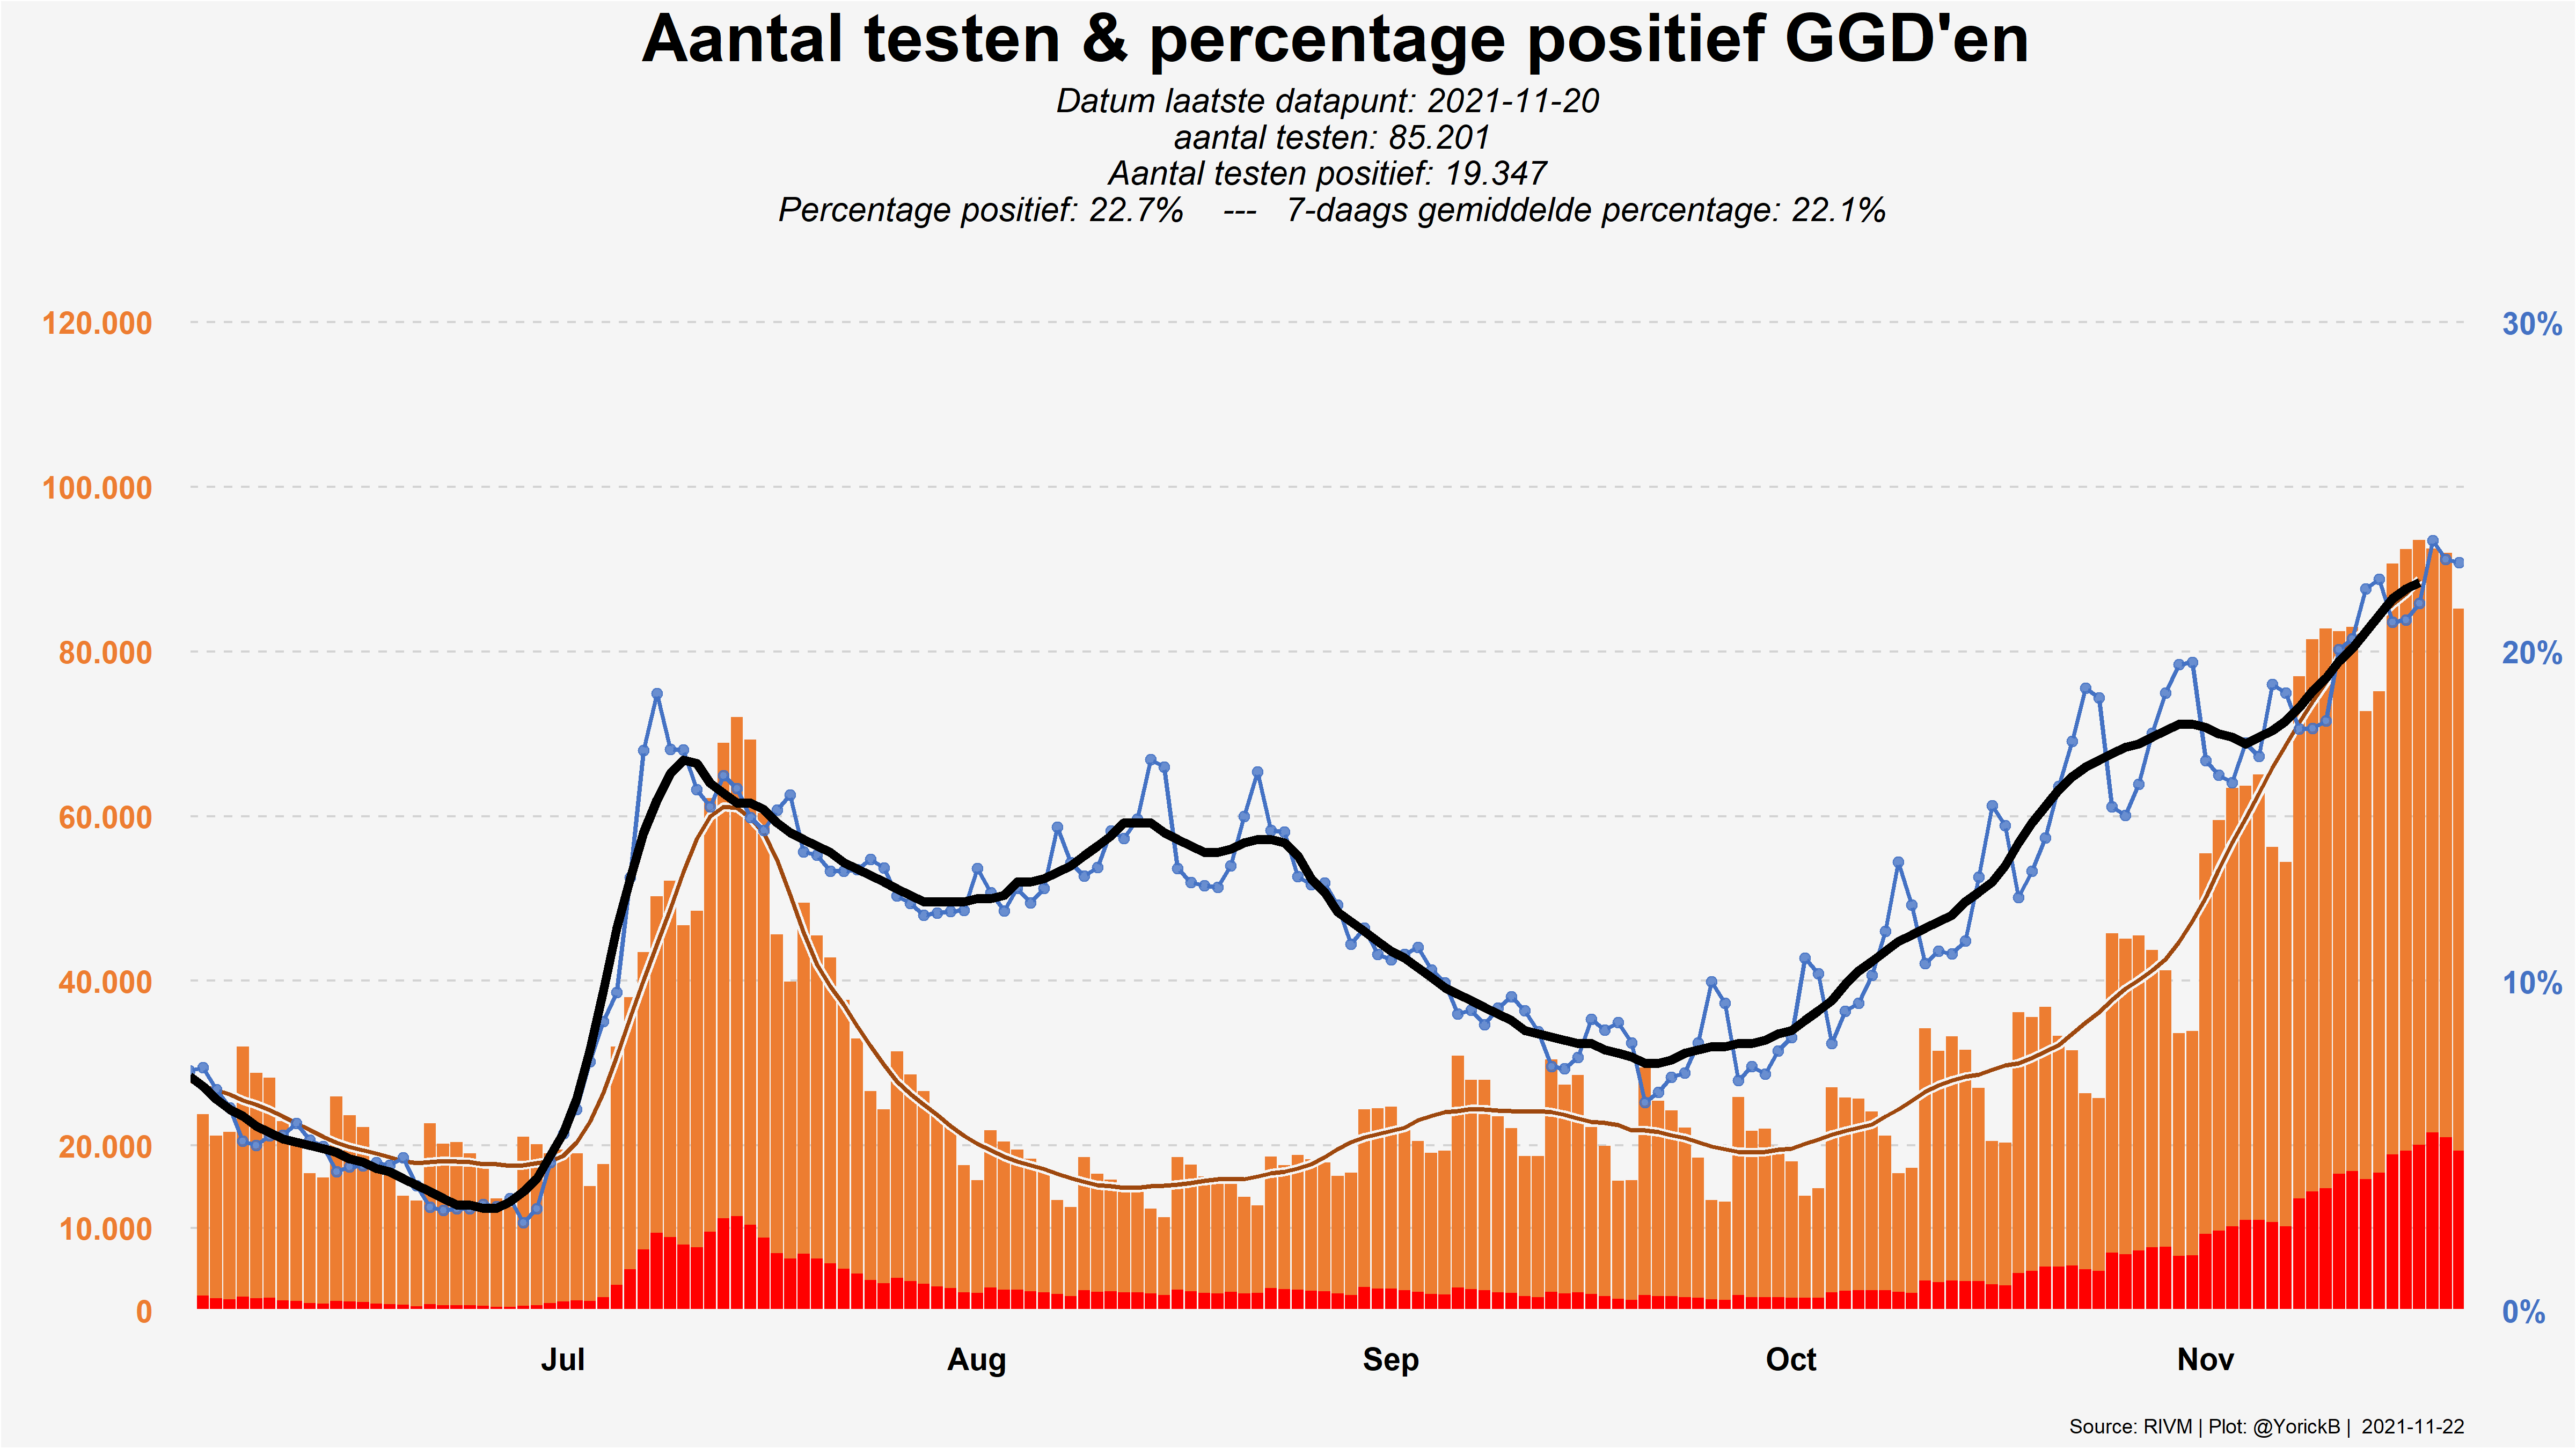 Aantal testen & percentage positief GGD'en
Datum laatste datapunt: 2021-11-20
aantal testen: 85.201
Aantal testen positief: 19.347
Percentage positief: 22.7% --- 7-daags gemiddelde percentage: 22.1%
120.000 30%
100.000
80.000 20%
60.000
40.000 10%
20.000
10.000
0 0%
Jul Aug Sep Oct Nov
Source: RIVM | Plot: @YorickB | 2021-11-22